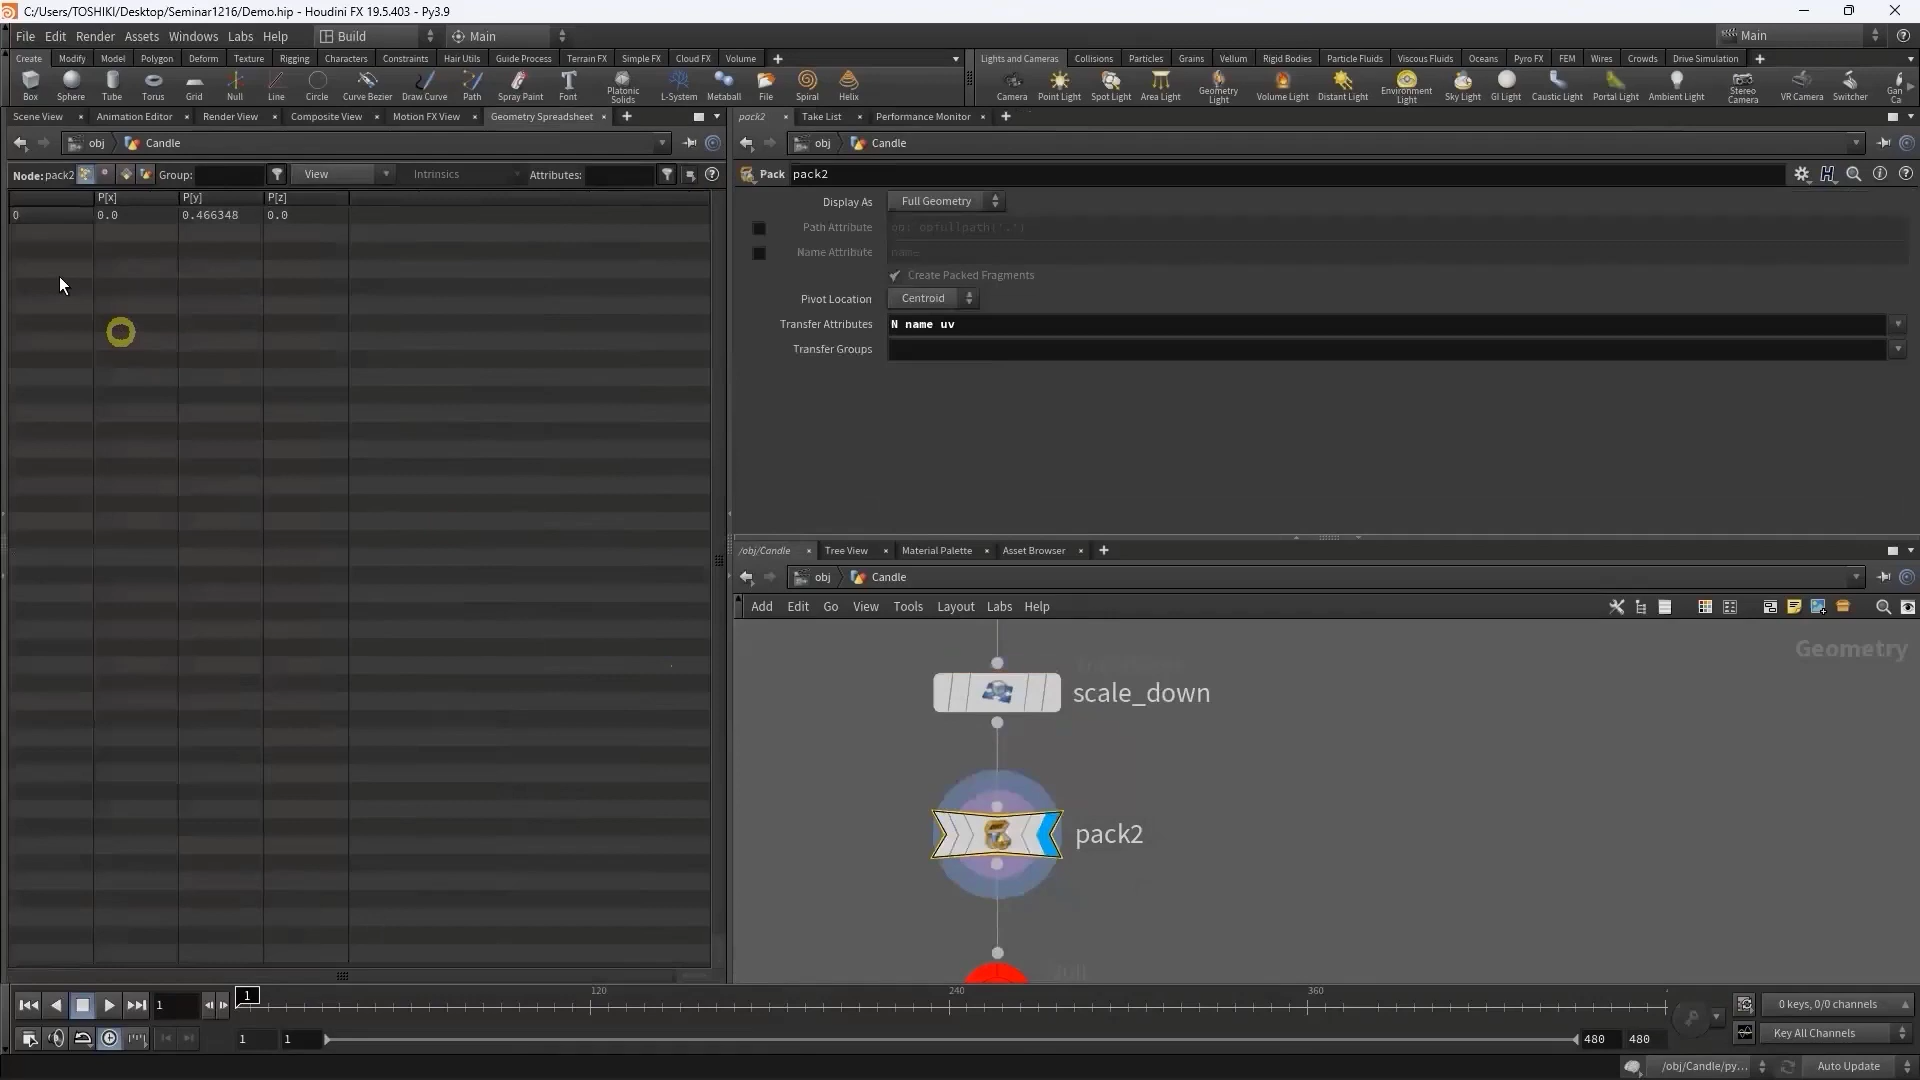 C:/Users/TOSHIKI/Desktop/Seminar1216/Demo.hip - Houdini FX 19.5.403 - Py3.9
File Edit Render Assets Windows Labs Help Build Main Main
Create Modify Model Polygon Deform Texture Rigging Characters Constraints Hair Utils Guide Process Terrain FX Simple FX Cloud FX Volume
Lights and Cameras Collisions Particles Grains Vellum Rigid Bodies Particle Fluids Viscous Fluids Oceans Pyro FX FEM Wires Crowds Drive Simulation
Box Sphere Tube Torus Grid Null Line Circle Curve Bezier Draw Curve Path Spray Paint Font Platonic Solids L-System Metaball File Spiral Helix
Camera Point Light Spot Light Area Light Geometry Light Volume Light Distant Light Environment Light Sky Light GI Light Caustic Light Portal Light Ambient Light Stereo Camera VR Camera Switcher Gan Ca
Scene View Animation Editor Render View Composite View Motion FX View Geometry Spreadsheet
obj Candle
Node: pack2 Group: View Intrinsics Attributes:
P[x] P[y] P[z]
0 0.0 0.466348 0.0
pack2 Take List Performance Monitor
obj Candle
Pack pack2
Display As Full Geometry
Path Attribute
Name Attribute name
Create Packed Fragments
Pivot Location Centroid
Transfer Attributes N name uv
Transfer Groups
/obj/Candle Tree View Material Palette Asset Browser
obj Candle
Add Edit Go View Tools Layout Labs Help
Geometry
scale_down
pack2
1 1 120 240 360
0 keys, 0/0 channels
1 1 480 480
Key All Channels
/obj/Candle/py... Auto Update